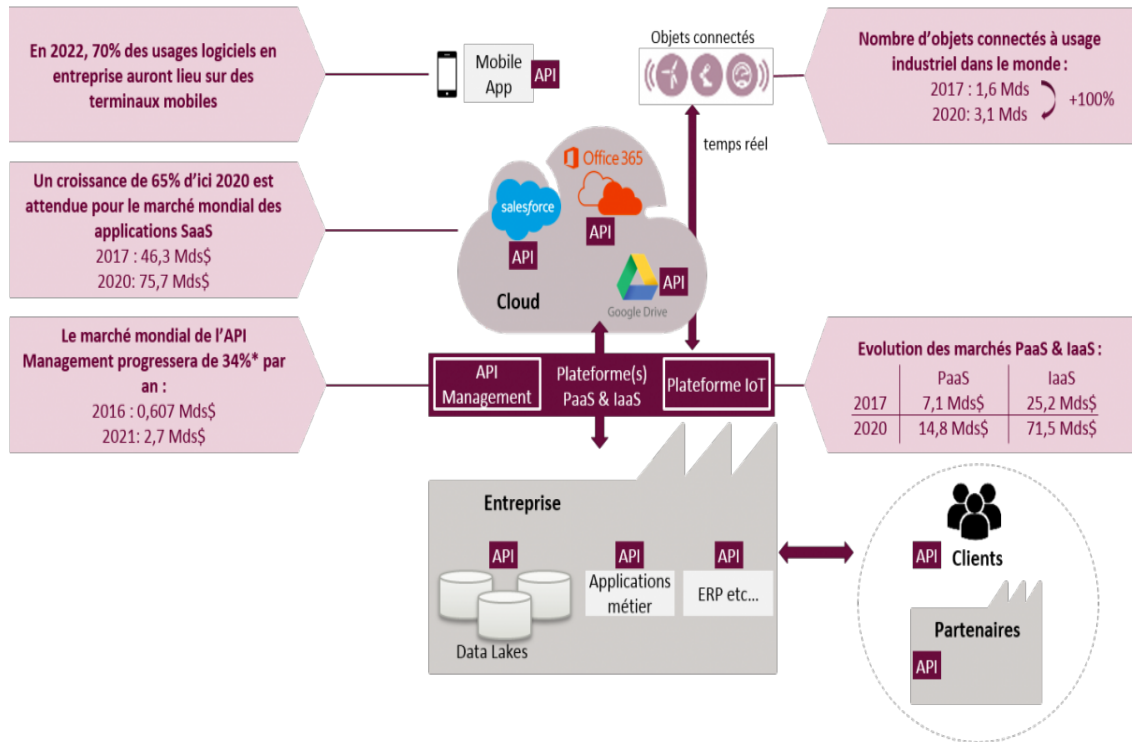 En 2022, 70% des usages logiciels en
entreprise auront lieu sur des
terminaux mobiles
Mobile
App
API
Objets connectés
temps réel
Nombre d'objets connectés à usage
industriel dans le monde :
2017 : 1,6 Mds
2020: 3,1 Mds
+100%
Un croissance de 65% d'ici 2020 est
attendue pour le marché mondial des
applications SaaS
2017 : 46,3 Mds$
2020: 75,7 Mds$
Office 365
API
salesforce
API
API
Google Drive
Cloud
Le marché mondial de l'API
Management progressera de 34%* par
an :
2016 : 0,607 Mds$
2021: 2,7 Mds$
API
Management
Plateforme(s)
PaaS & IaaS
Plateforme IoT
Evolution des marchés PaaS & IaaS :
PaaS IaaS
2017 7,1 Mds$ 25,2 Mds$
2020 14,8 Mds$ 71,5 Mds$
Entreprise
API
Data Lakes
API
Applications
métier
API
ERP etc...
API Clients
Partenaires
API